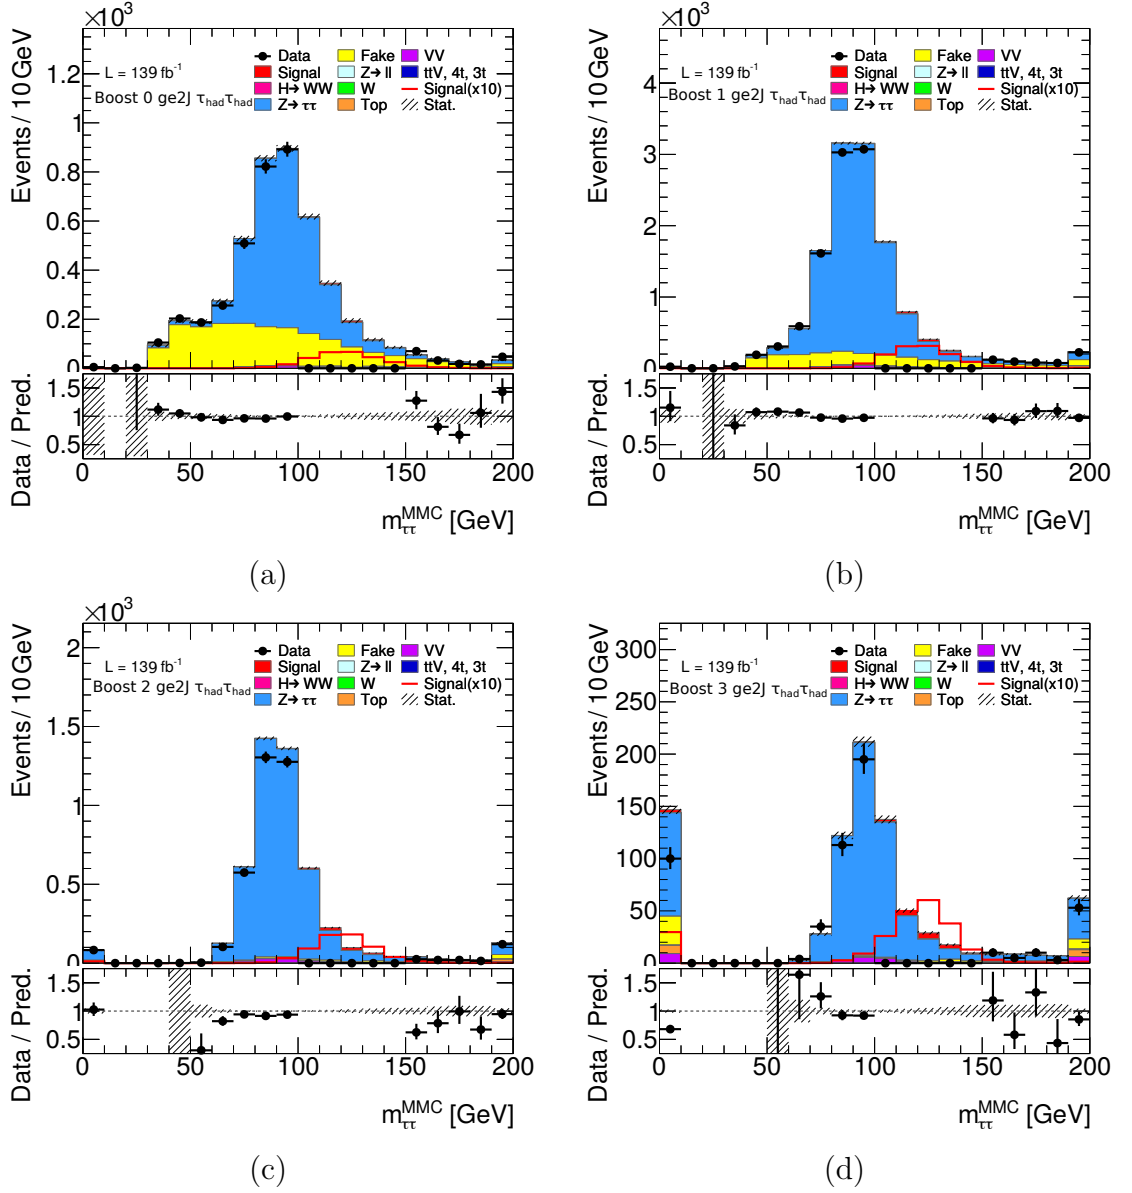 ×10³
Events / 10 GeV
1.2
1
0.8
0.6
0.4
0.2
0
L = 139 fb⁻¹
Boost 0 ge2J τ_had τ_had
Data
Signal
H→ WW
Z→ ττ
Fake
Z→ ll
W
Top
VV
ttV, 4t, 3t
Signal(x10)
Stat.
Data / Pred.
1.5
1
0.5
0 50 100 150 200
m_ττ^MMC [GeV]
(a)
×10³
Events / 10 GeV
4
3
2
1
0
L = 139 fb⁻¹
Boost 1 ge2J τ_had τ_had
Data
Signal
H→ WW
Z→ ττ
Fake
Z→ ll
W
Top
VV
ttV, 4t, 3t
Signal(x10)
Stat.
Data / Pred.
1.5
1
0.5
0 50 100 150 200
m_ττ^MMC [GeV]
(b)
×10³
Events / 10 GeV
2
1.5
1
0.5
0
L = 139 fb⁻¹
Boost 2 ge2J τ_had τ_had
Data
Signal
H→ WW
Z→ ττ
Fake
Z→ ll
W
Top
VV
ttV, 4t, 3t
Signal(x10)
Stat.
Data / Pred.
1.5
1
0.5
0 50 100 150 200
m_ττ^MMC [GeV]
(c)
Events / 10 GeV
300
250
200
150
100
50
0
L = 139 fb⁻¹
Boost 3 ge2J τ_had τ_had
Data
Signal
H→ WW
Z→ ττ
Fake
Z→ ll
W
Top
VV
ttV, 4t, 3t
Signal(x10)
Stat.
Data / Pred.
1.5
1
0.5
0 50 100 150 200
m_ττ^MMC [GeV]
(d)